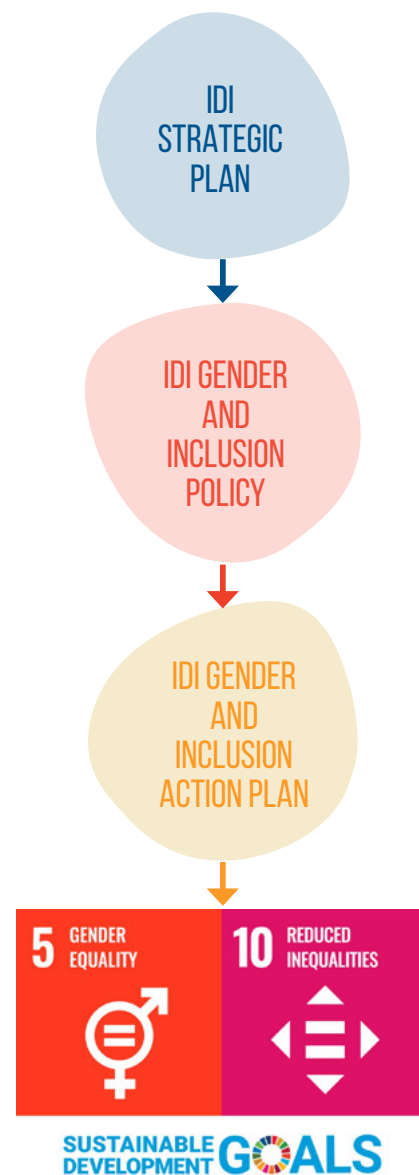 IDI
STRATEGIC
PLAN
IDI GENDER
AND
INCLUSION
POLICY
IDI GENDER
AND
INCLUSION
ACTION PLAN
5 GENDER
EQUALITY
10 REDUCED
INEQUALITIES
SUSTAINABLE
DEVELOPMENT
GOALS